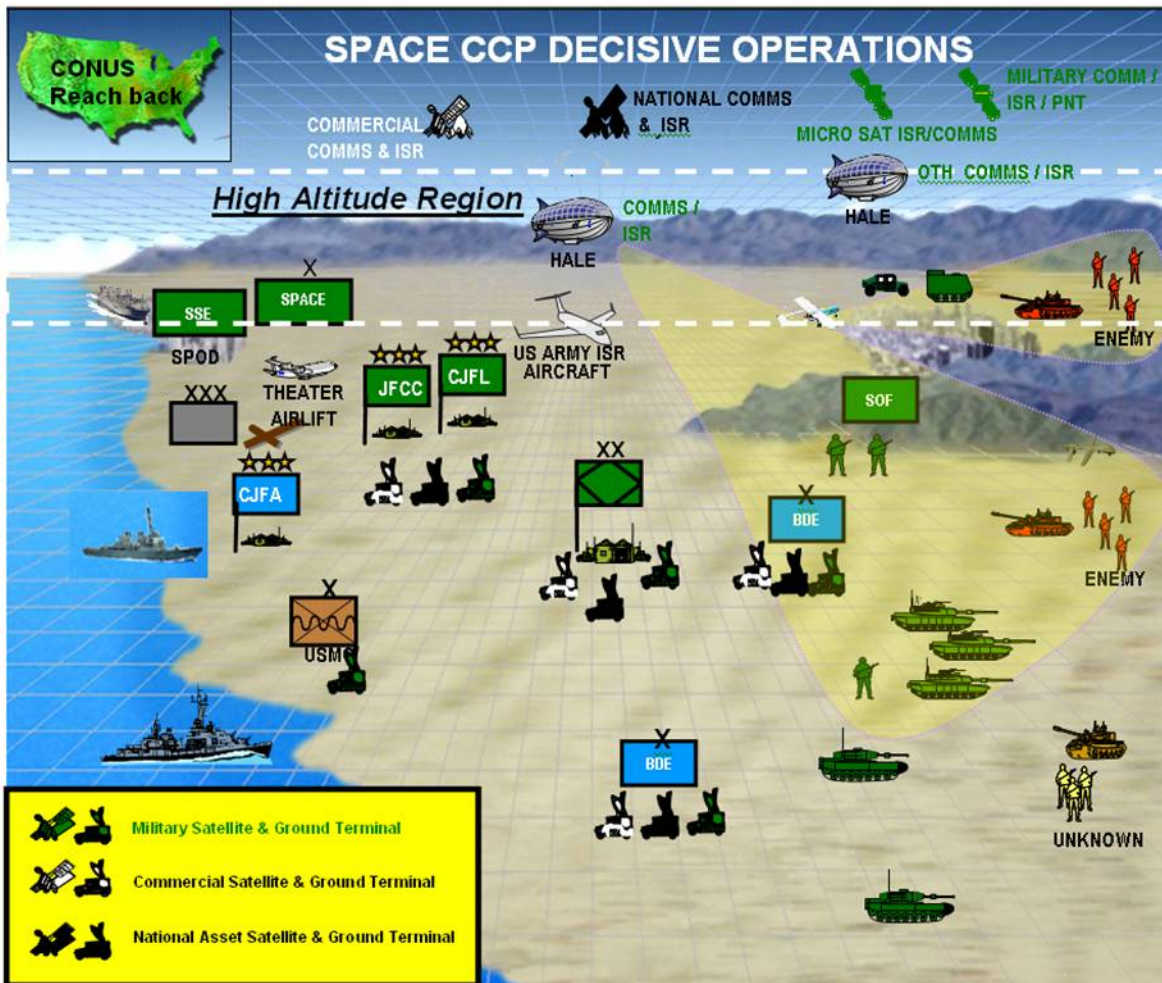 SPACE CCP DECISIVE OPERATIONS
CONUS
Reach back
COMMERCIAL
COMMS & ISR
NATIONAL COMMS
& ISR
MICRO SAT ISR/COMMS
MILITARY COMM /
ISR / PNT
High Altitude Region
COMMS /
ISR
HALE
OTH COMMS / ISR
HALE
X
SPACE
SSE
SPOD
THEATER
AIRLIFT
JFCC
CJFL
US ARMY ISR
AIRCRAFT
ENEMY
XXX
CJFA
XX
SOF
X
BDE
ENEMY
X
USMC
X
BDE
UNKNOWN
Military Satellite & Ground Terminal
Commercial Satellite & Ground Terminal
National Asset Satellite & Ground Terminal